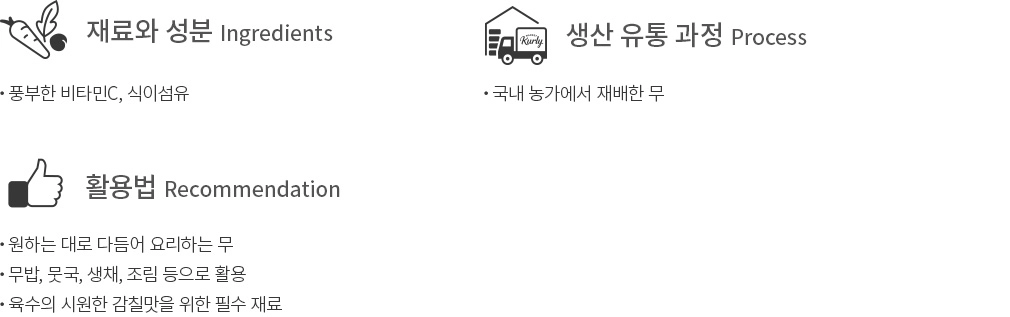 재료와 성분 Ingredients
• 풍부한 비타민C, 식이섬유
Kurly
생산 유통 과정 Process
• 국내 농가에서 재배한 무
활용법 Recommendation
• 원하는 대로 다듬어 요리하는 무
• 무밥, 뭇국, 생채, 조림 등으로 활용
• 육수의 시원한 감칠맛을 위한 필수 재료